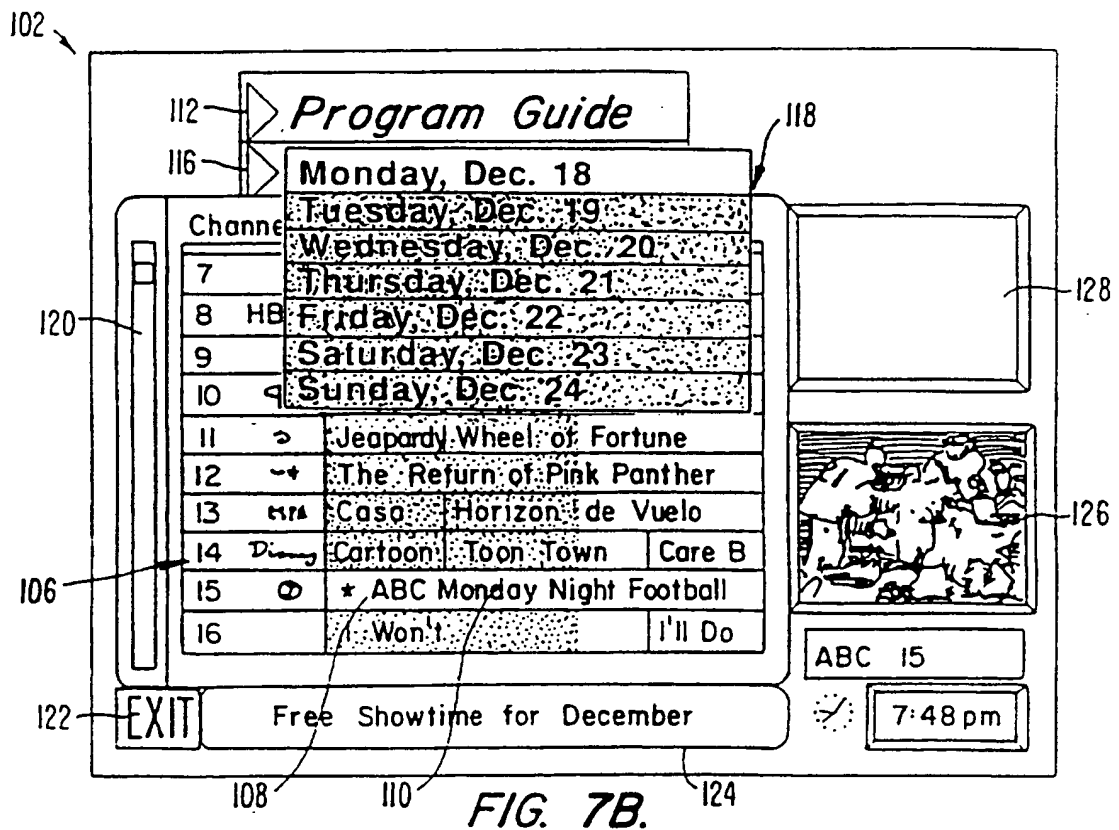 102
112
Program Guide
118
116
Monday, Dec. 18
Channe
Tuesday, Dec. 19
Wednesday, Dec. 20
7
Thursday, Dec. 21
128
120
8 HB
Friday, Dec. 22
9
Saturday, Dec. 23
10
Sunday, Dec. 24
11 Jeapardy Wheel of Fortune
12 The Return of Pink Panther
13 Casa Horizon de Vuelo
126
14 Disney Cartoon Toon Town Care B
106
15 * ABC Monday Night Football
16 I Won't I'll Do
ABC 15
122
EXIT
Free Showtime for December
7:48 pm
108
110
124
FIG. 7B.